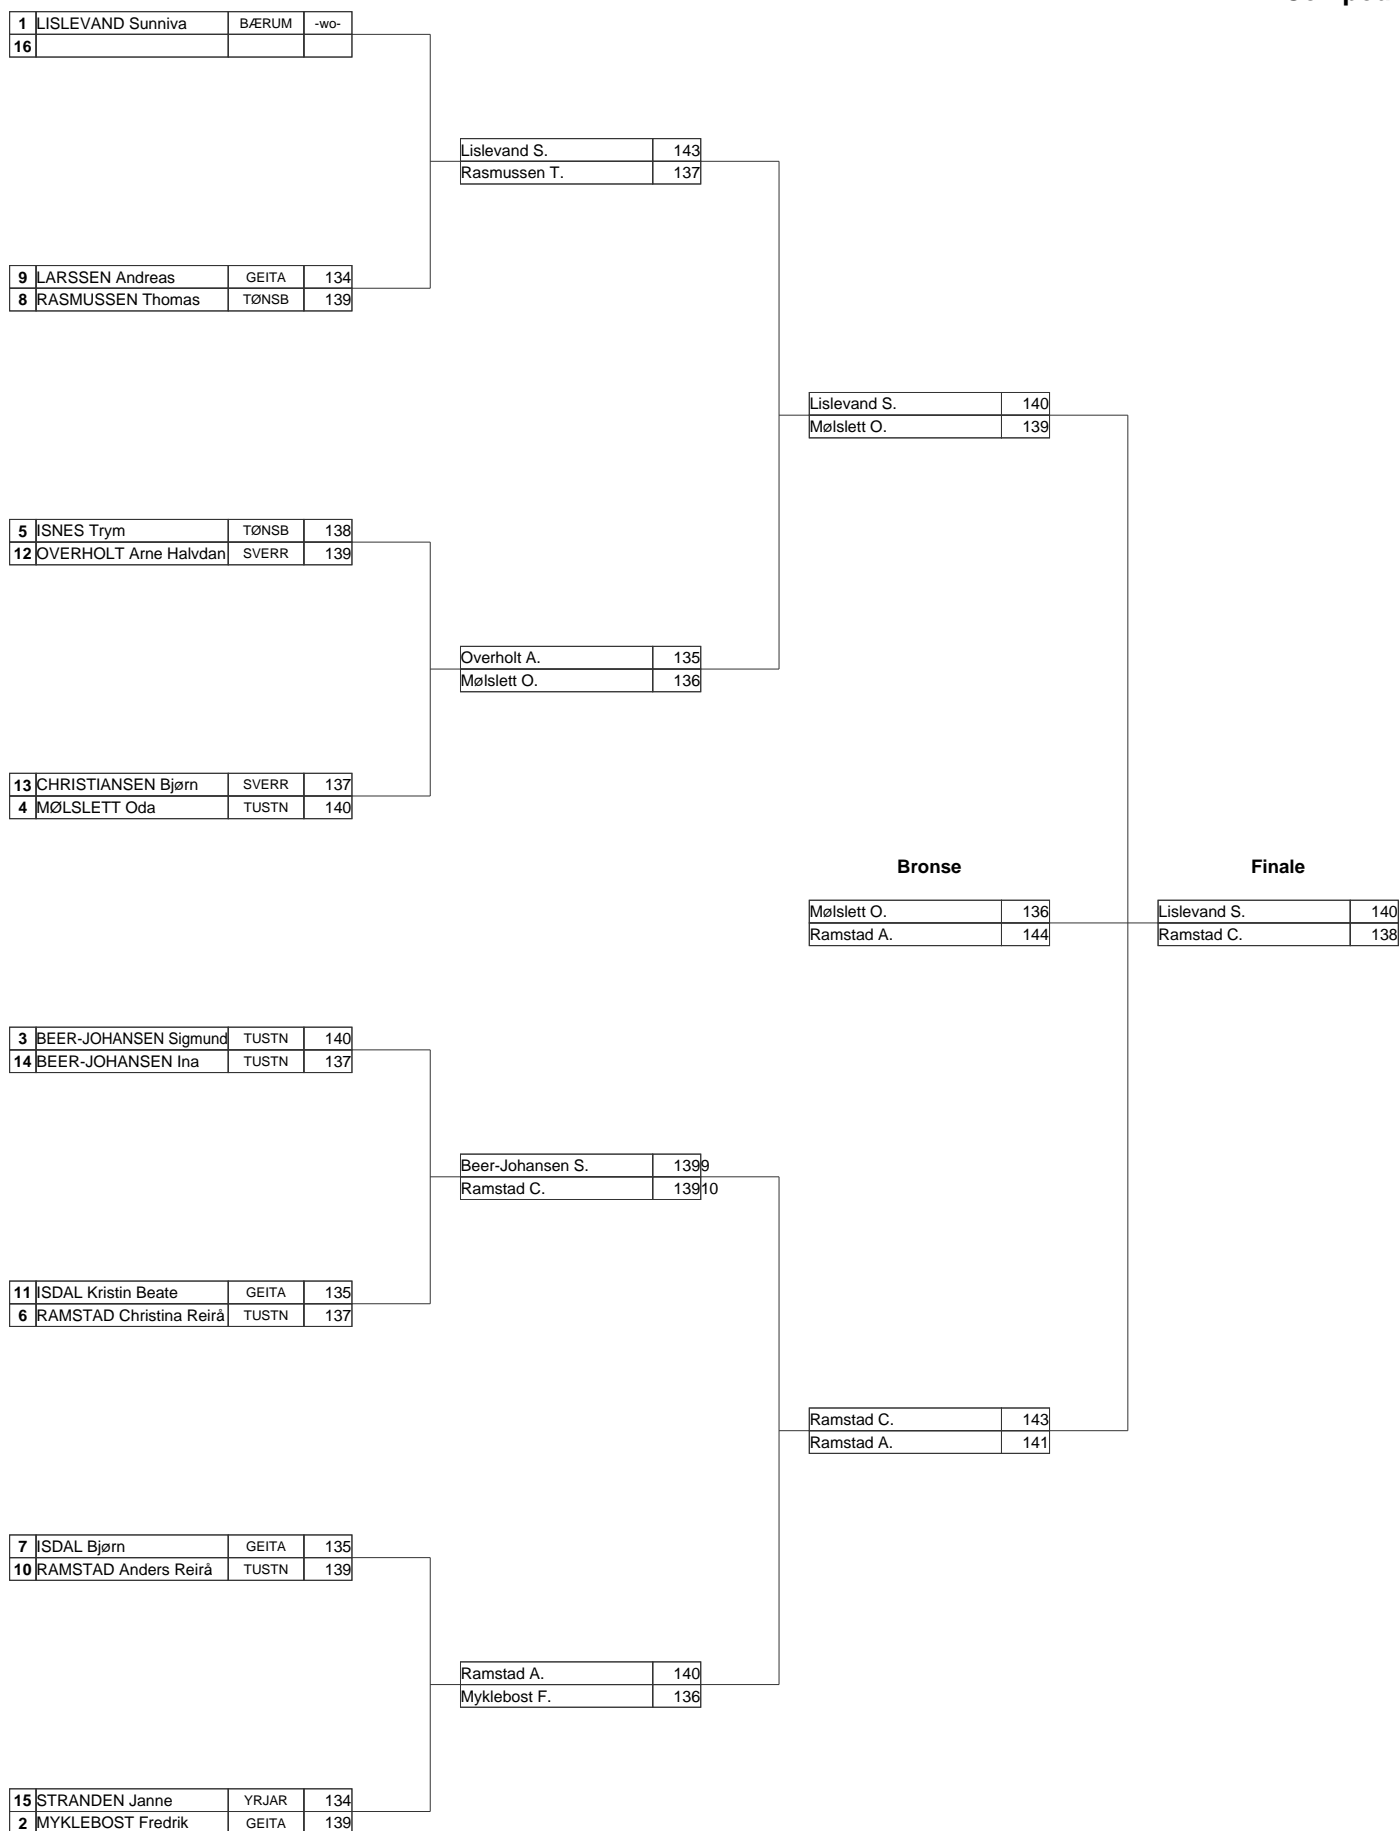 1 LISLEVAND Sunniva BÆRUM -wo-
16
Lislevand S. 143
Rasmussen T. 137
9 LARSSEN Andreas GEITA 134
8 RASMUSSEN Thomas TØNSB 139
Lislevand S. 140
Mølslett O. 139
5 ISNES Trym TØNSB 138
12 OVERHOLT Arne Halvdan SVERR 139
Overholt A. 135
Mølslett O. 136
13 CHRISTIANSEN Bjørn SVERR 137
4 MØLSLETT Oda TUSTN 140
Bronse Finale
Mølslett O. 136 Lislevand S. 140
Ramstad A. 144 Ramstad C. 138
3 BEER-JOHANSEN Sigmund TUSTN 140
14 BEER-JOHANSEN Ina TUSTN 137
Beer-Johansen S. 139 9
Ramstad C. 139 10
11 ISDAL Kristin Beate GEITA 135
6 RAMSTAD Christina Reirå TUSTN 137
Ramstad C. 143
Ramstad A. 141
7 ISDAL Bjørn GEITA 135
10 RAMSTAD Anders Reirå TUSTN 139
Ramstad A. 140
Myklebost F. 136
15 STRANDEN Janne YRJAR 134
2 MYKLEBOST Fredrik GEITA 139